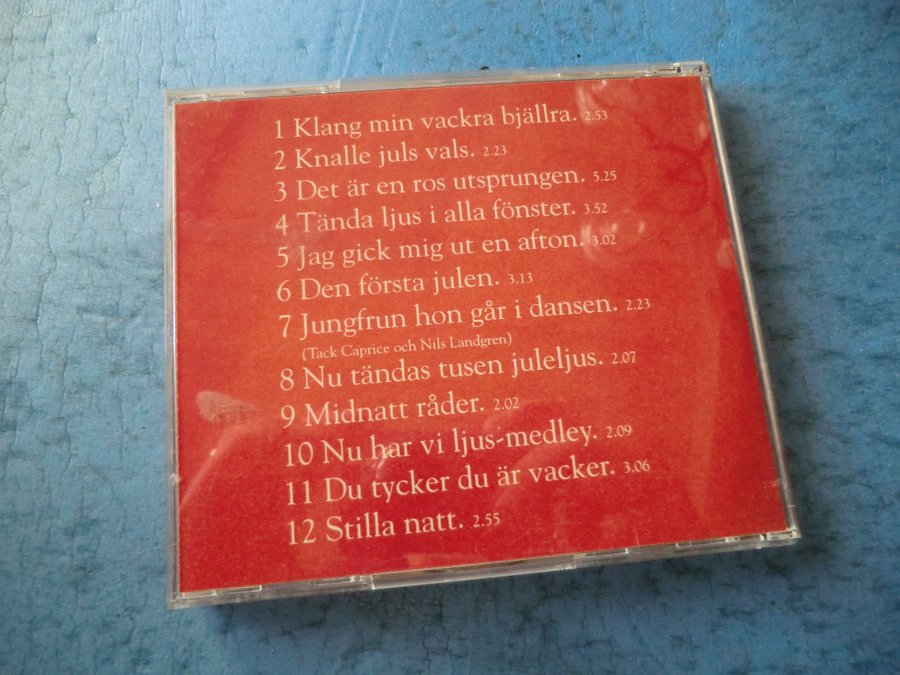 1 Klang min vackra bjällra. 2.53
2 Knalle juls vals. 2.23
3 Det är en ros utsprungen. 5.25
4 Tända ljus i alla fönster. 3.52
5 Jag gick mig ut en afton. 3.02
6 Den första julen. 3.13
7 Jungfrun hon går i dansen. 2.23
(Tack Caprice och Nils Landgren)
8 Nu tändas tusen juleljus. 2.07
9 Midnatt råder. 2.02
10 Nu har vi ljus-medley. 2.09
11 Du tycker du är vacker. 3.06
12 Stilla natt. 2.55